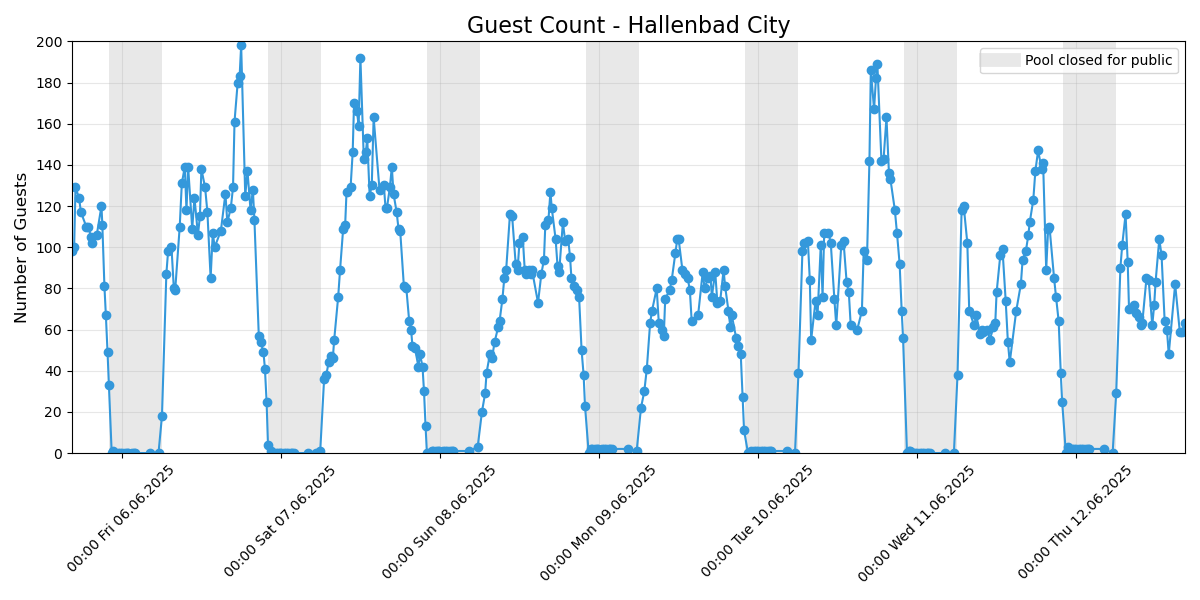 Guest Count - Hallenbad City
Pool closed for public
Number of Guests
200
180
160
140
120
100
80
60
40
20
0
00:00 Fri 06.06.2025
00:00 Sat 07.06.2025
00:00 Sun 08.06.2025
00:00 Mon 09.06.2025
00:00 Tue 10.06.2025
00:00 Wed 11.06.2025
00:00 Thu 12.06.2025